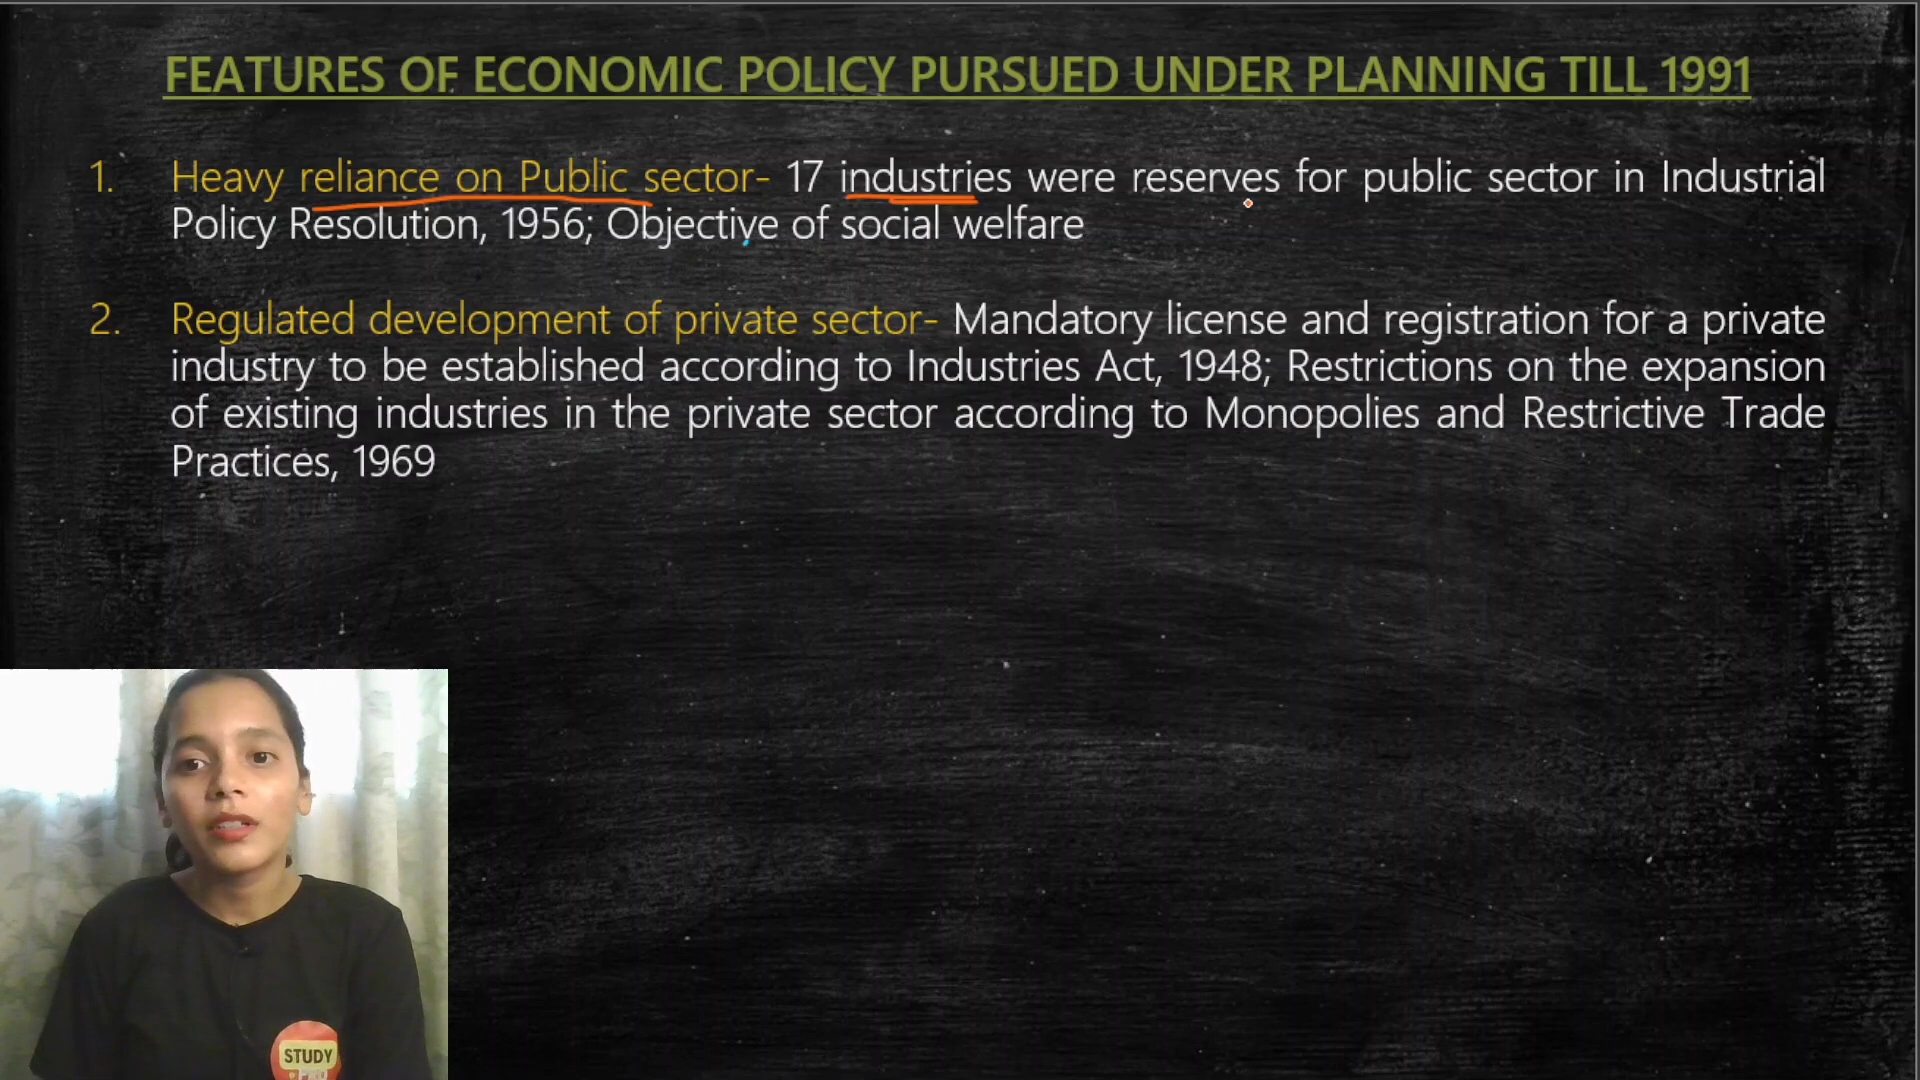 FEATURES OF ECONOMIC POLICY PURSUED UNDER PLANNING TILL 1991
1. Heavy reliance on Public sector- 17 industries were reserves for public sector in Industrial
Policy Resolution, 1956; Objective of social welfare
2. Regulated development of private sector- Mandatory license and registration for a private
industry to be established according to Industries Act, 1948; Restrictions on the expansion
of existing industries in the private sector according to Monopolies and Restrictive Trade
Practices, 1969
STUDY